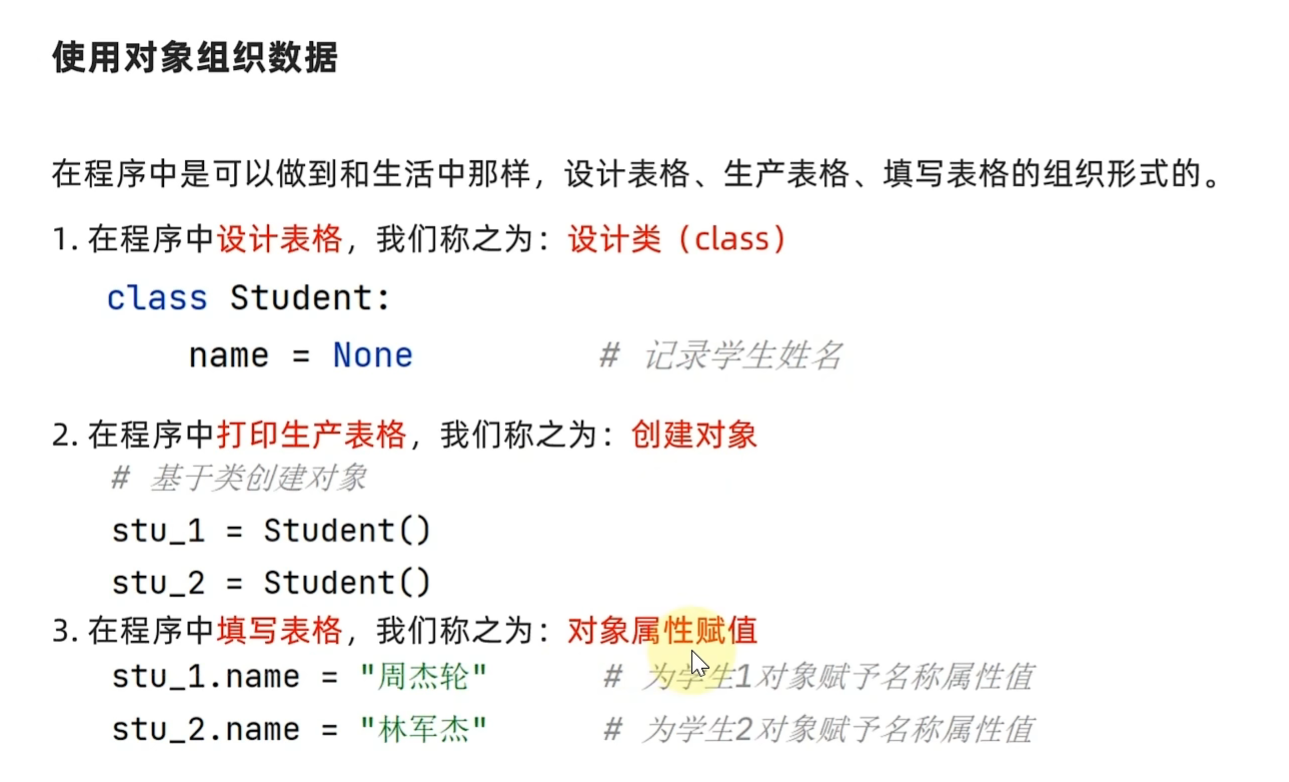 使用对象组织数据
在程序中是可以做到和生活中那样，设计表格、生产表格、填写表格的组织形式的。
1. 在程序中设计表格，我们称之为：设计类（class）
class Student:
name = None # 记录学生姓名
2. 在程序中打印生产表格，我们称之为：创建对象
# 基于类创建对象
stu_1 = Student()
stu_2 = Student()
3. 在程序中填写表格，我们称之为：对象属性赋值
stu_1.name = "周杰轮" # 为学生1对象赋予名称属性值
stu_2.name = "林军杰" # 为学生2对象赋予名称属性值